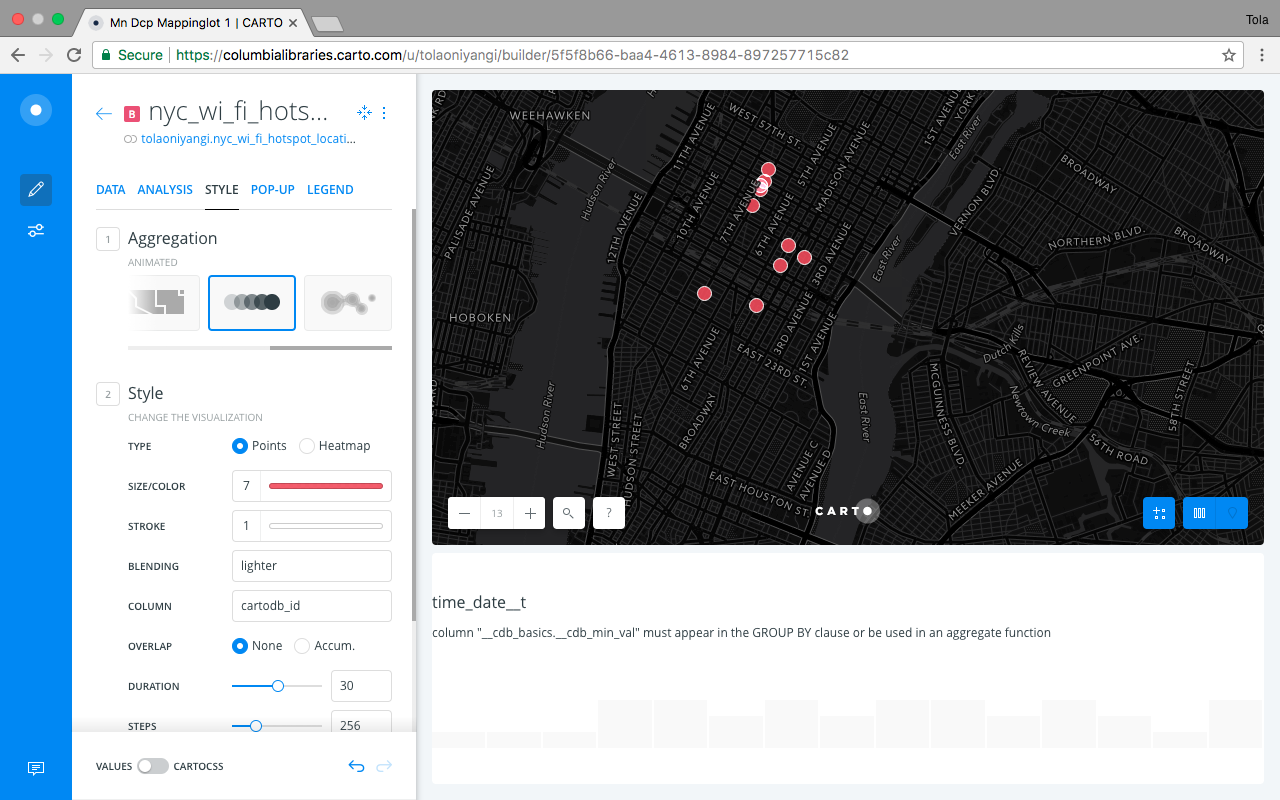 Mn Dcp Mappinglot 1 | CARTO
Tola
Secure https://columbialibraries.carto.com/u/tolaoniyangi/builder/5f5f8b66-baa4-4613-8984-897257715c82
B nyc_wi_fi_hots...
tolaoniyangi.nyc_wi_fi_hotspot_locati...
DATA ANALYSIS STYLE POP-UP LEGEND
1 Aggregation
ANIMATED
2 Style
CHANGE THE VISUALIZATION
TYPE Points Heatmap
SIZE/COLOR 7
STROKE 1
BLENDING lighter
COLUMN cartodb_id
OVERLAP None Accum.
DURATION 30
STEPS 256
VALUES CARTOCSS
WEEHAWKEN
WEST 57TH ST.
11TH AVENUE
5TH AVENUE
MADISON AVENUE
1ST AVENUE
YORK
East River
BROADWAY
PALISADE AVENUE
Hudson River
12TH AVENUE
10TH AVENUE
7TH AVENUE
6TH AVENUE
3RD AVENUE
East River
VERNON BLVD.
NORTHERN BLVD.
BROADWAY
HOBOKEN
6TH AVENUE
3RD AVENUE
1ST AVENUE
EAST 23RD ST.
Dutch Kills
REVIEW AVENUE
GREENPOINT AVE.
58TH STREET
Hudson River
WEST STREET
HUDSON STREET
BROADWAY
East River
MCGUINNESS BLVD.
Newtown Creek
56TH ROAD
AVENUE C
AVENUE D
EAST HOUSTON ST.
MEEKER AVENUE
13
?
CARTO
time_date__t
column "__cdb_basics.__cdb_min_val" must appear in the GROUP BY clause or be used in an aggregate function